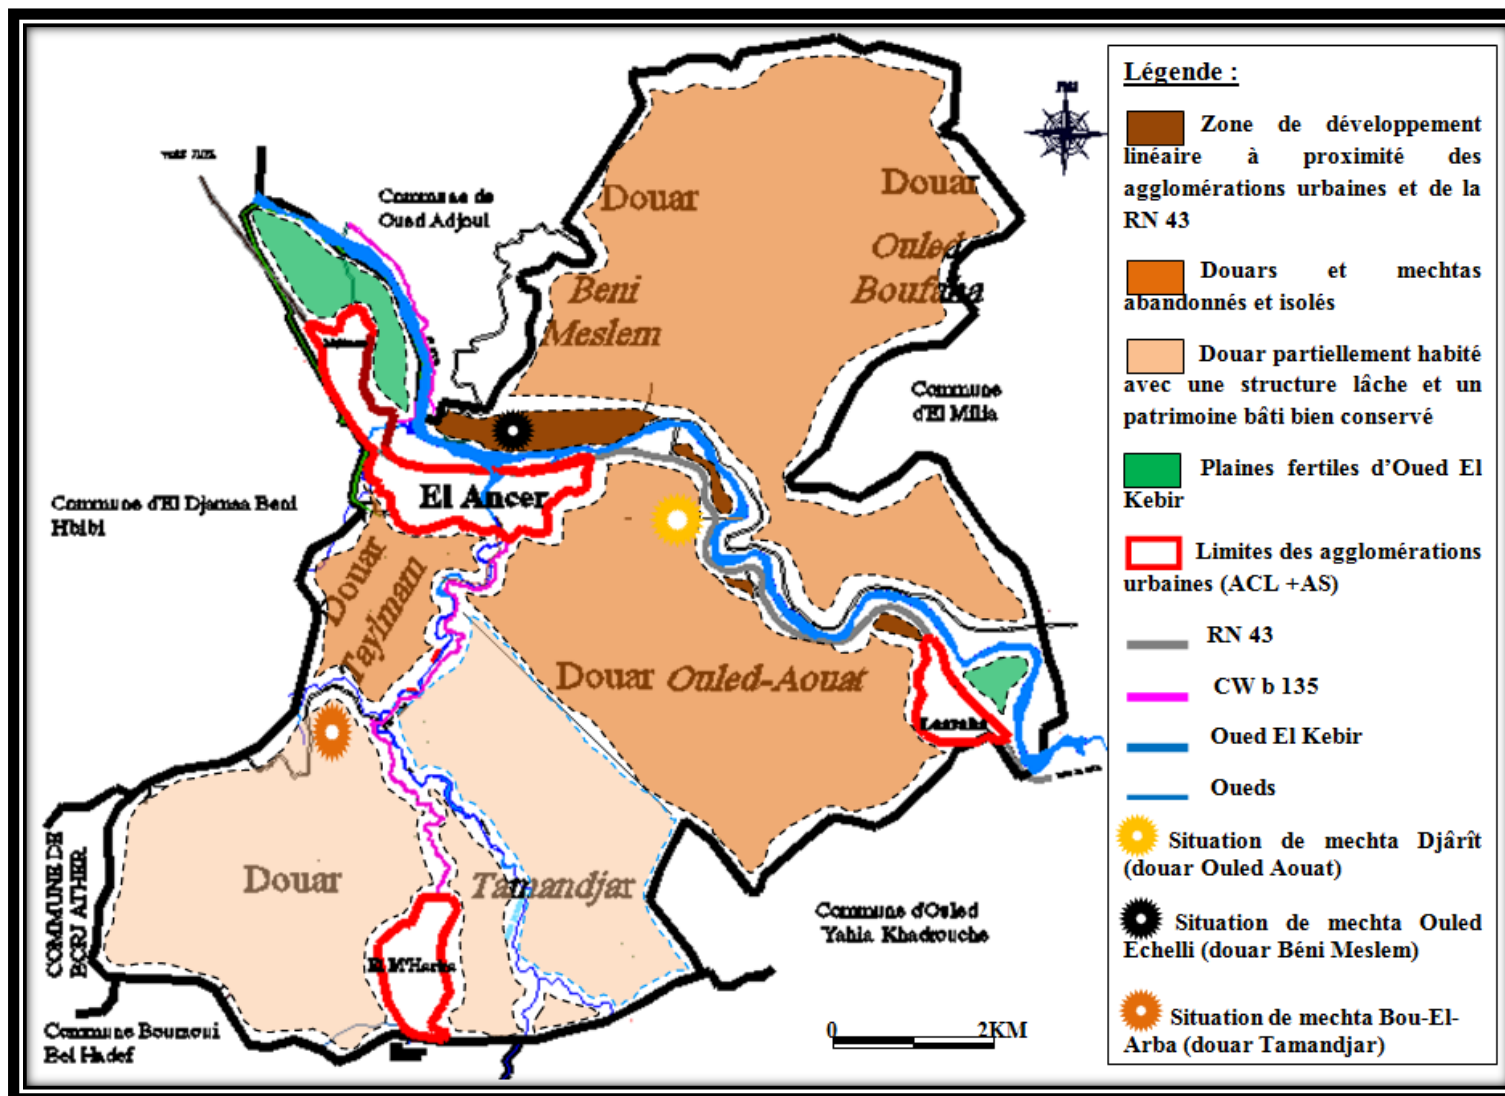 Commune de
Oued Adjoul
Douar
Beni
Meslem
Douar
Ouled
Boufaha
Commune
d'El Milia
Commune d'El Djamaa Beni
Hbibi
El Ancer
Douar
Tayimam
Douar Ouled-Aouat
Douar
Tamandjar
El M'Harka
COMMUNE DE
BORJ ATHER
Commune d'Ouled
Yahia Khadrouche
Commune Boursoui
Bel Hadef
0 2KM
Légende :
Zone de développement
linéaire à proximité des
agglomérations urbaines et de la
RN 43
Douars et mechtas
abandonnés et isolés
Douar partiellement habité
avec une structure lâche et un
patrimoine bâti bien conservé
Plaines fertiles d'Oued El
Kebir
Limites des agglomérations
urbaines (ACL +AS)
RN 43
CW b 135
Oued El Kebir
Oueds
Situation de mechta Djârît
(douar Ouled Aouat)
Situation de mechta Ouled
Echelli (douar Béni Meslem)
Situation de mechta Bou-El-
Arba (douar Tamandjar)